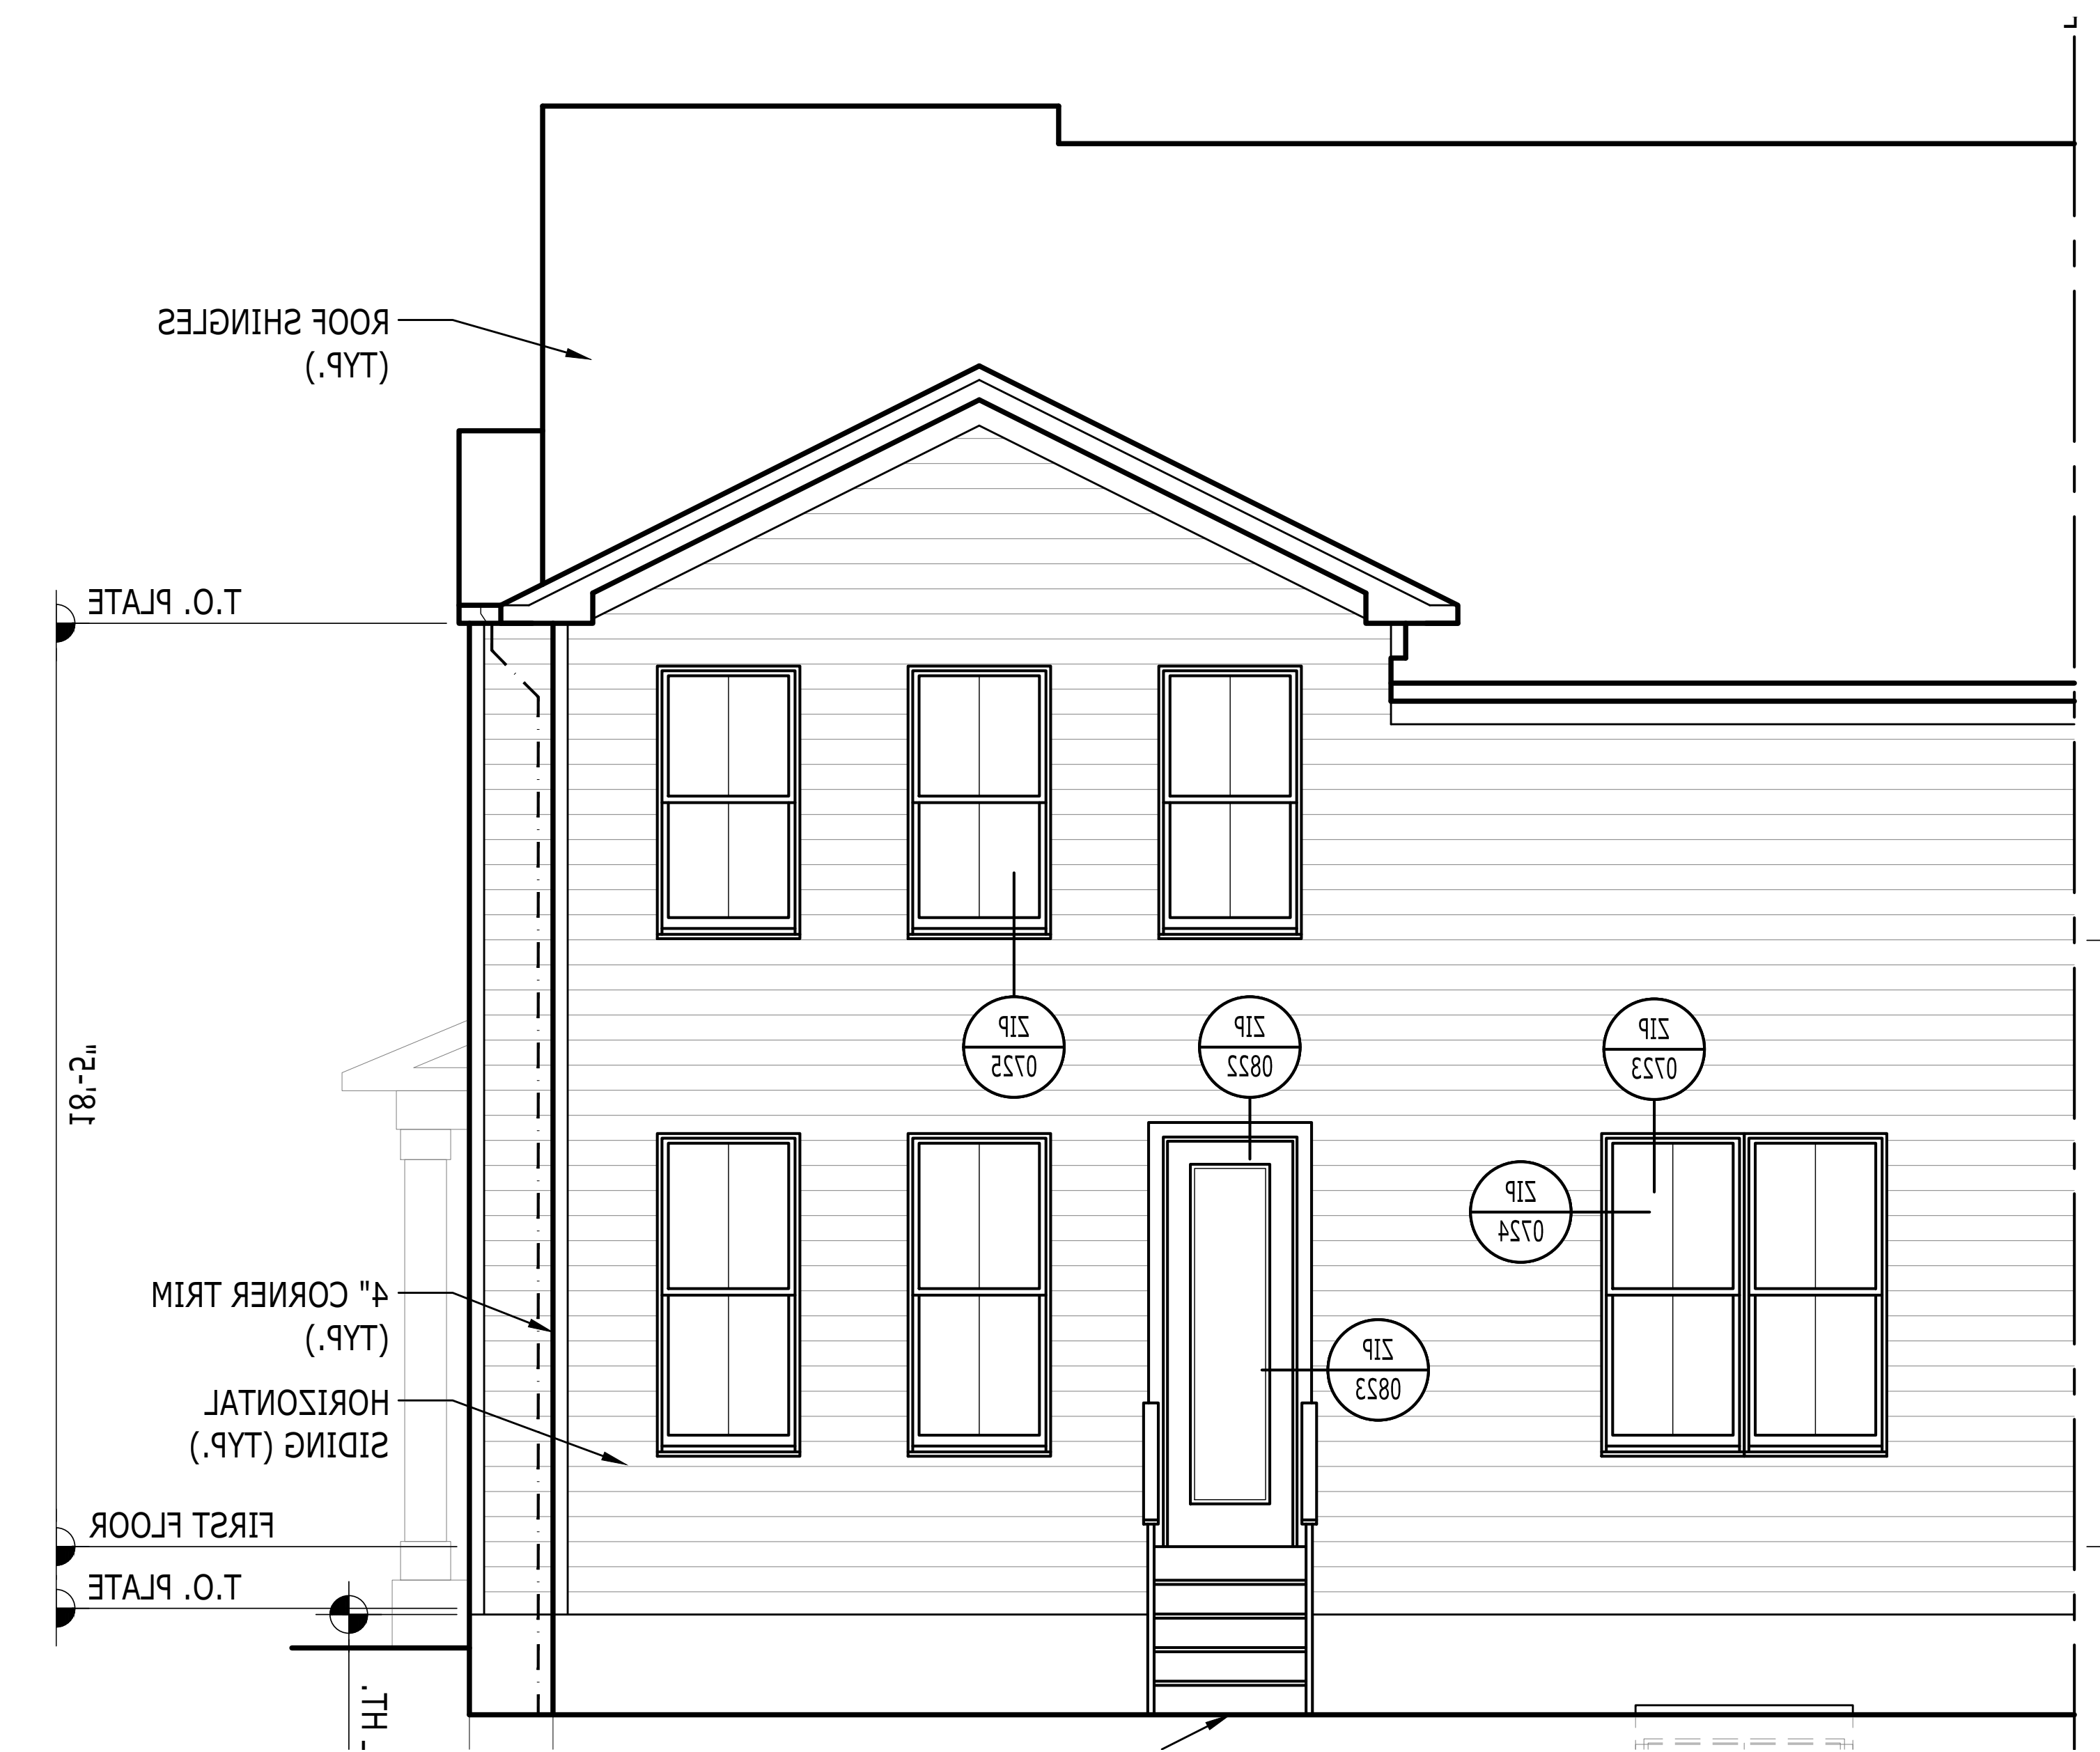 ROOF SHINGLES
(TYP.)
T.O. PLATE
18'-5"
ZIP
0725
ZIP
0822
ZIP
0723
ZIP
0724
4" CORNER TRIM
(TYP.)
ZIP
0823
HORIZONTAL
SIDING (TYP.)
FIRST FLOOR
T.O. PLATE
HT.